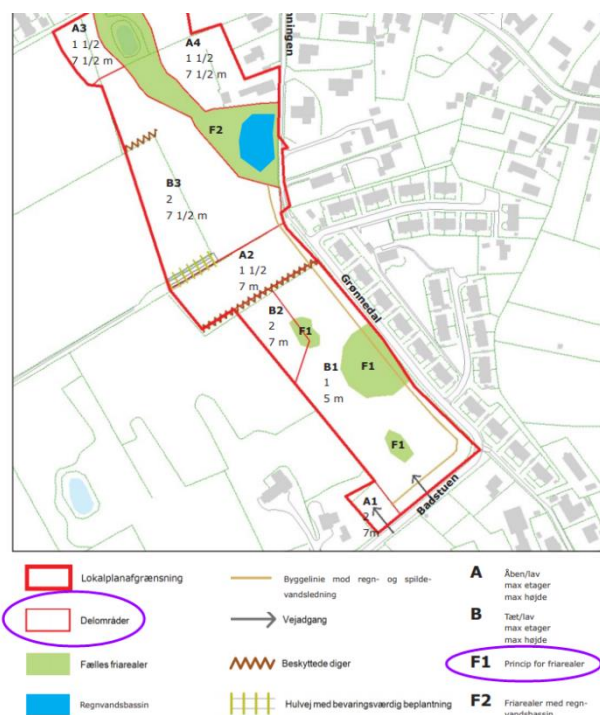 A3
1 1/2
7 1/2 m
A4
1 1/2
7 1/2 m
nningen
F2
B3
2
7 1/2 m
A2
1 1/2
7 m
Grønnedal
B2
2
7 m
F1
B1
1
5 m
F1
F1
A1
2
7m
Badstuen
Lokalplanafgrænsning
Delområder
Fælles friarealer
Regnvandsbassin
Byggelinie mod regn- og spilde-
vandsledning
Vejadgang
Beskyttede diger
Hulvej med bevaringsværdig beplantning
A
Åben/lav
max etager
max højde
B
Tæt/lav
max etager
max højde
F1
Princip for friarealer
F2
Friarealer med regn-
vandsbassin